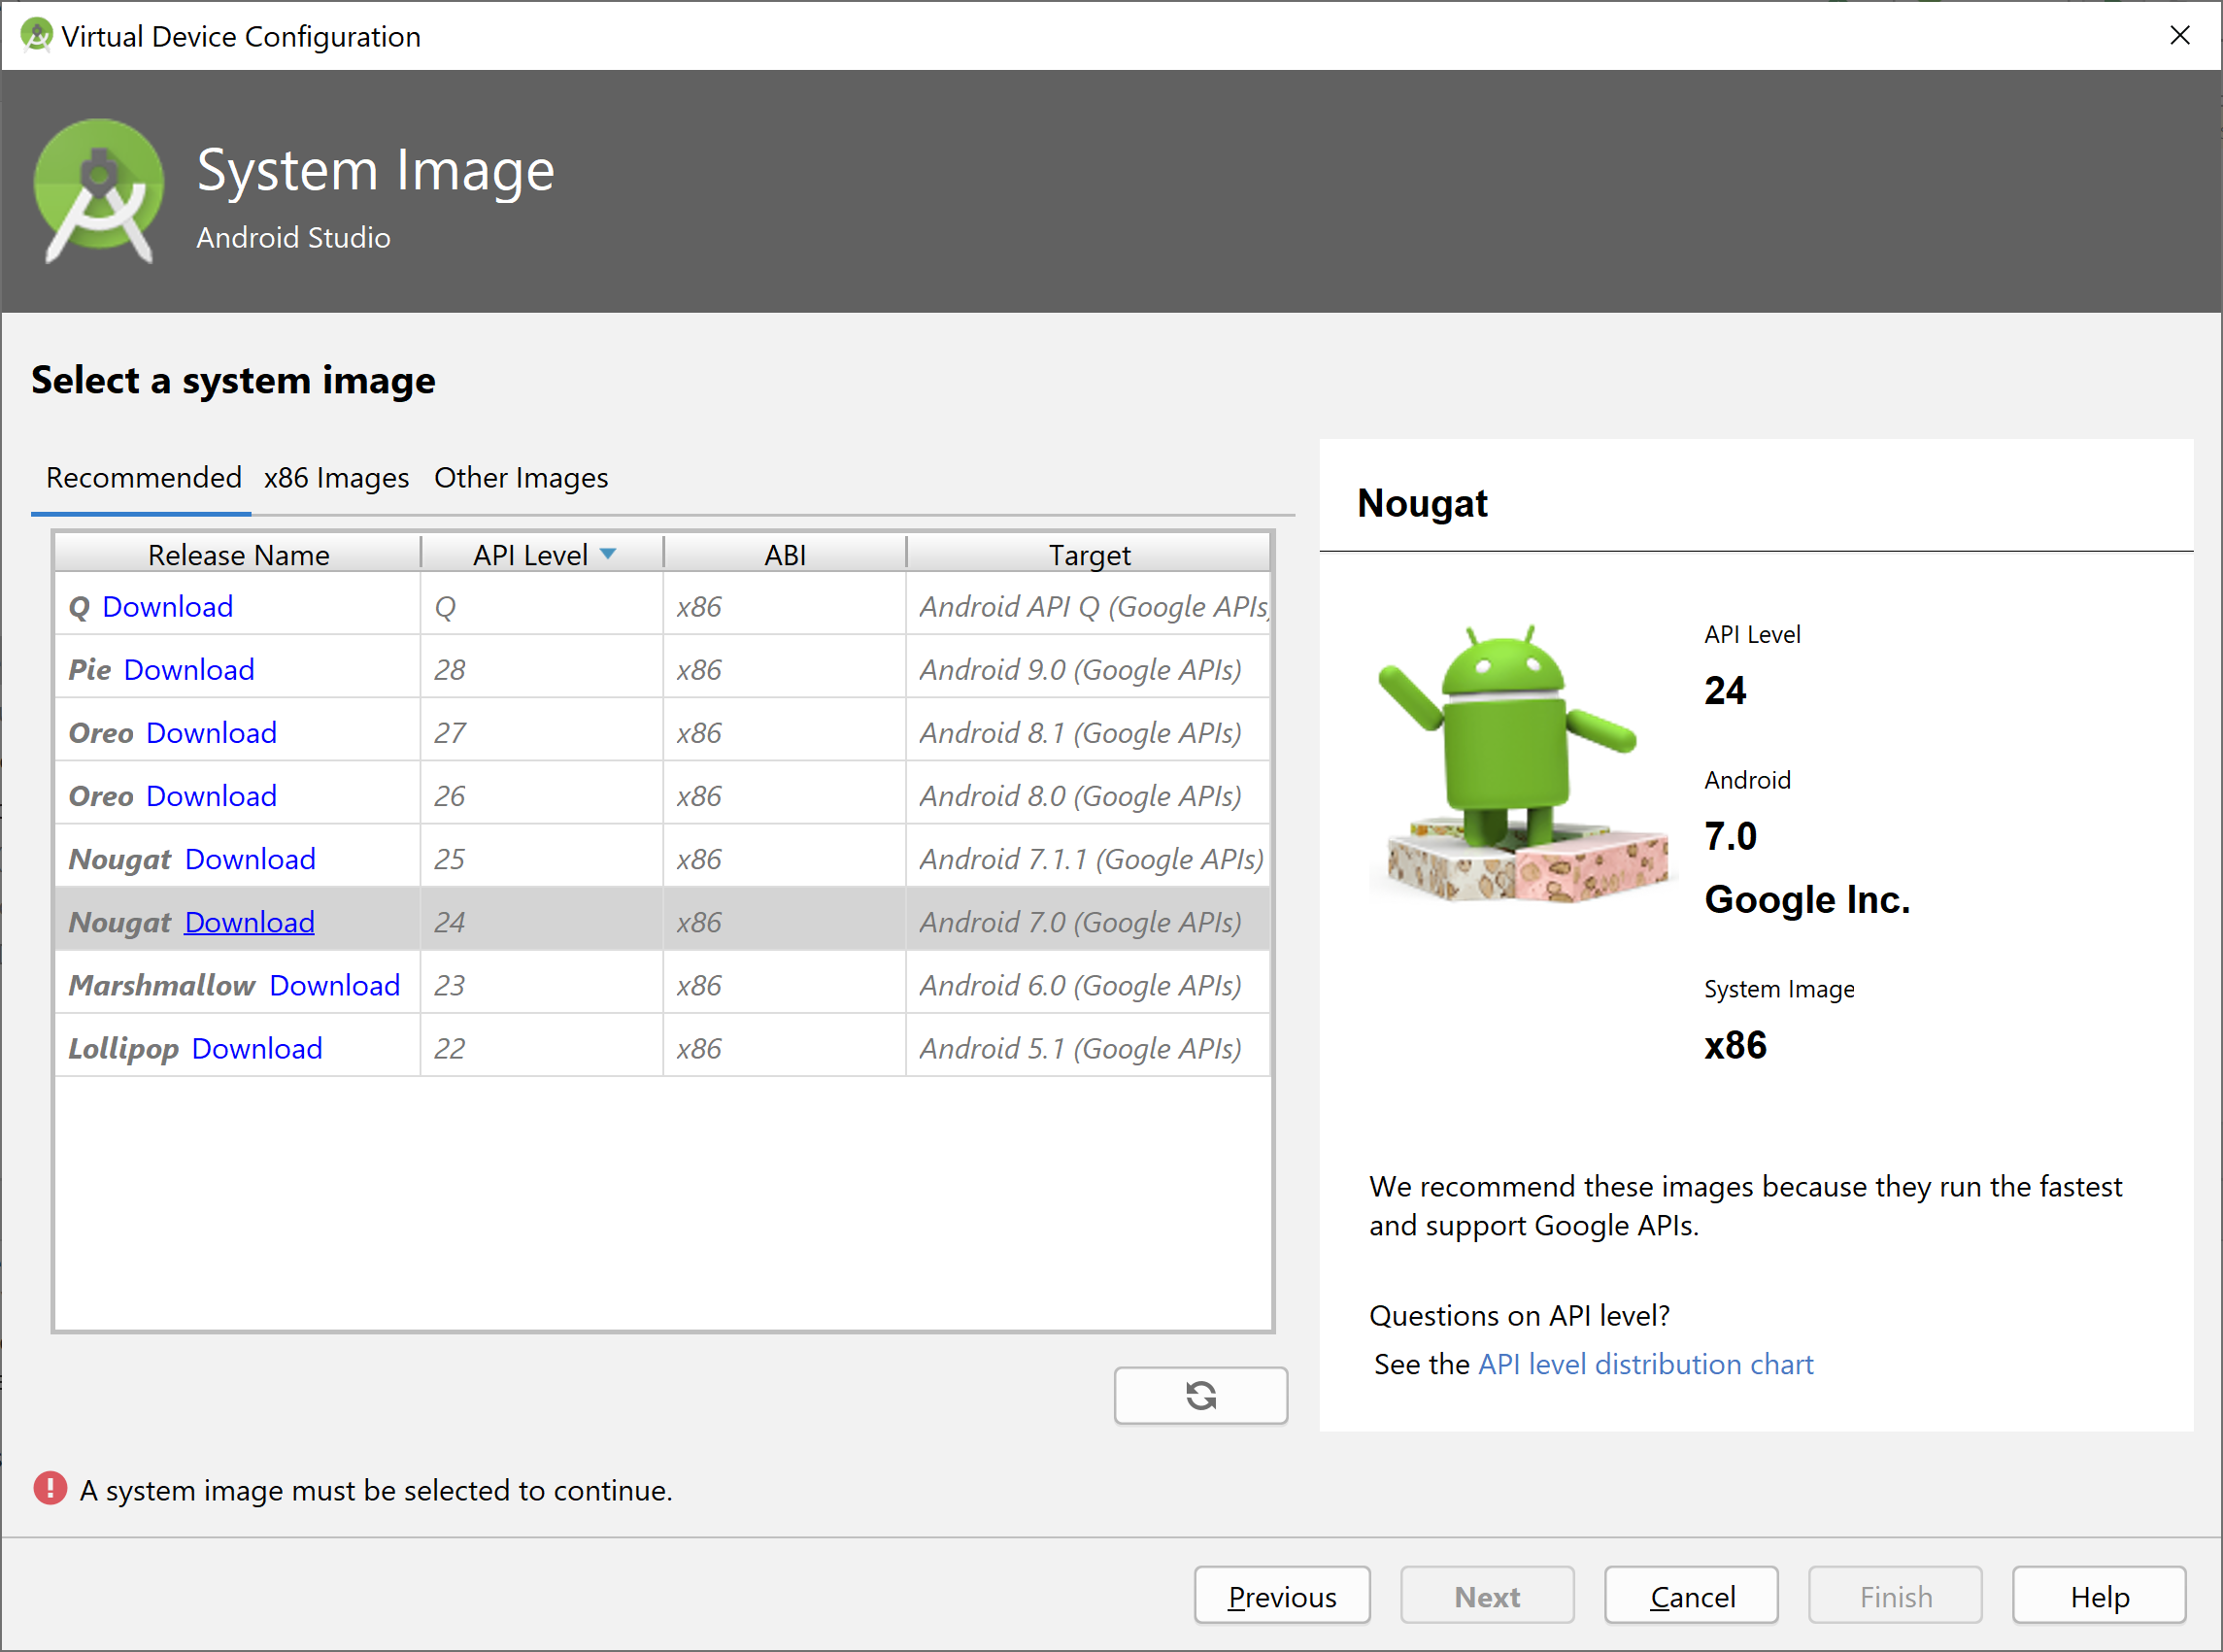 Virtual Device Configuration
System Image
Android Studio
Select a system image
Recommended x86 Images Other Images
Release Name API Level ABI Target
Q Download Q x86 Android API Q (Google APIs)
Pie Download 28 x86 Android 9.0 (Google APIs)
Oreo Download 27 x86 Android 8.1 (Google APIs)
Oreo Download 26 x86 Android 8.0 (Google APIs)
Nougat Download 25 x86 Android 7.1.1 (Google APIs)
Nougat Download 24 x86 Android 7.0 (Google APIs)
Marshmallow Download 23 x86 Android 6.0 (Google APIs)
Lollipop Download 22 x86 Android 5.1 (Google APIs)
Nougat
API Level
24
Android
7.0
Google Inc.
System Image
x86
We recommend these images because they run the fastest
and support Google APIs.
Questions on API level?
See the API level distribution chart
A system image must be selected to continue.
Previous Next Cancel Finish Help